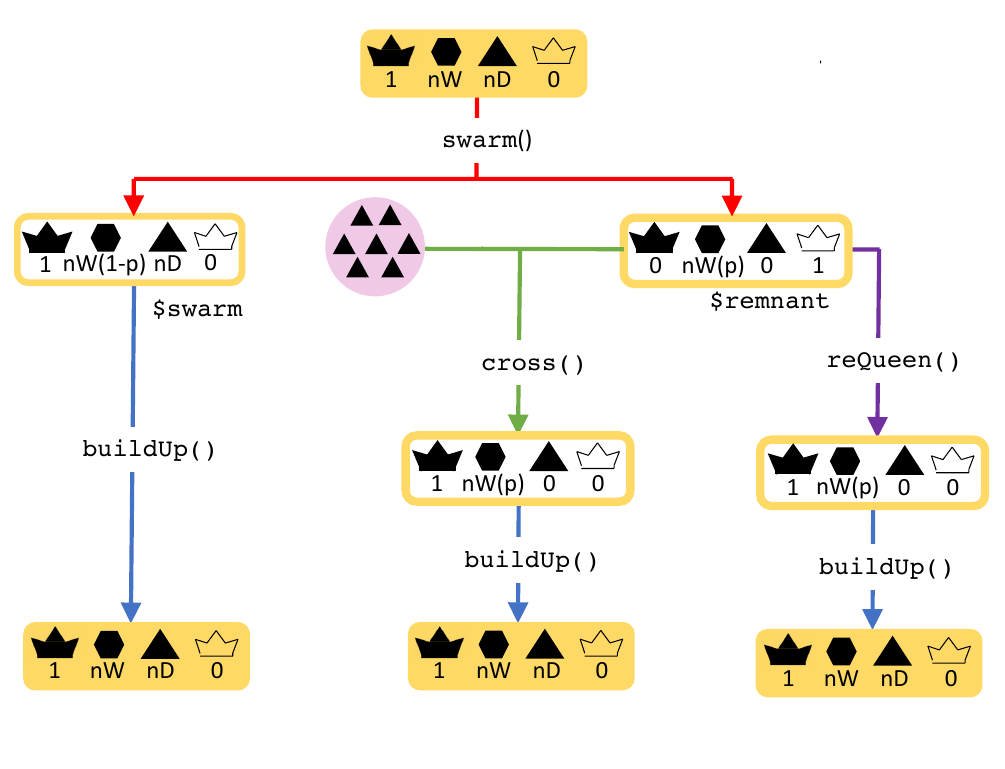 1 nW nD 0
swarm()
1 nW(1-p) nD 0
0 nW(p) 0 1
$swarm
$remnant
cross()
reQueen()
buildUp()
1 nW(p) 0 0
1 nW(p) 0 0
buildUp()
buildUp()
1 nW nD 0
1 nW nD 0
1 nW nD 0